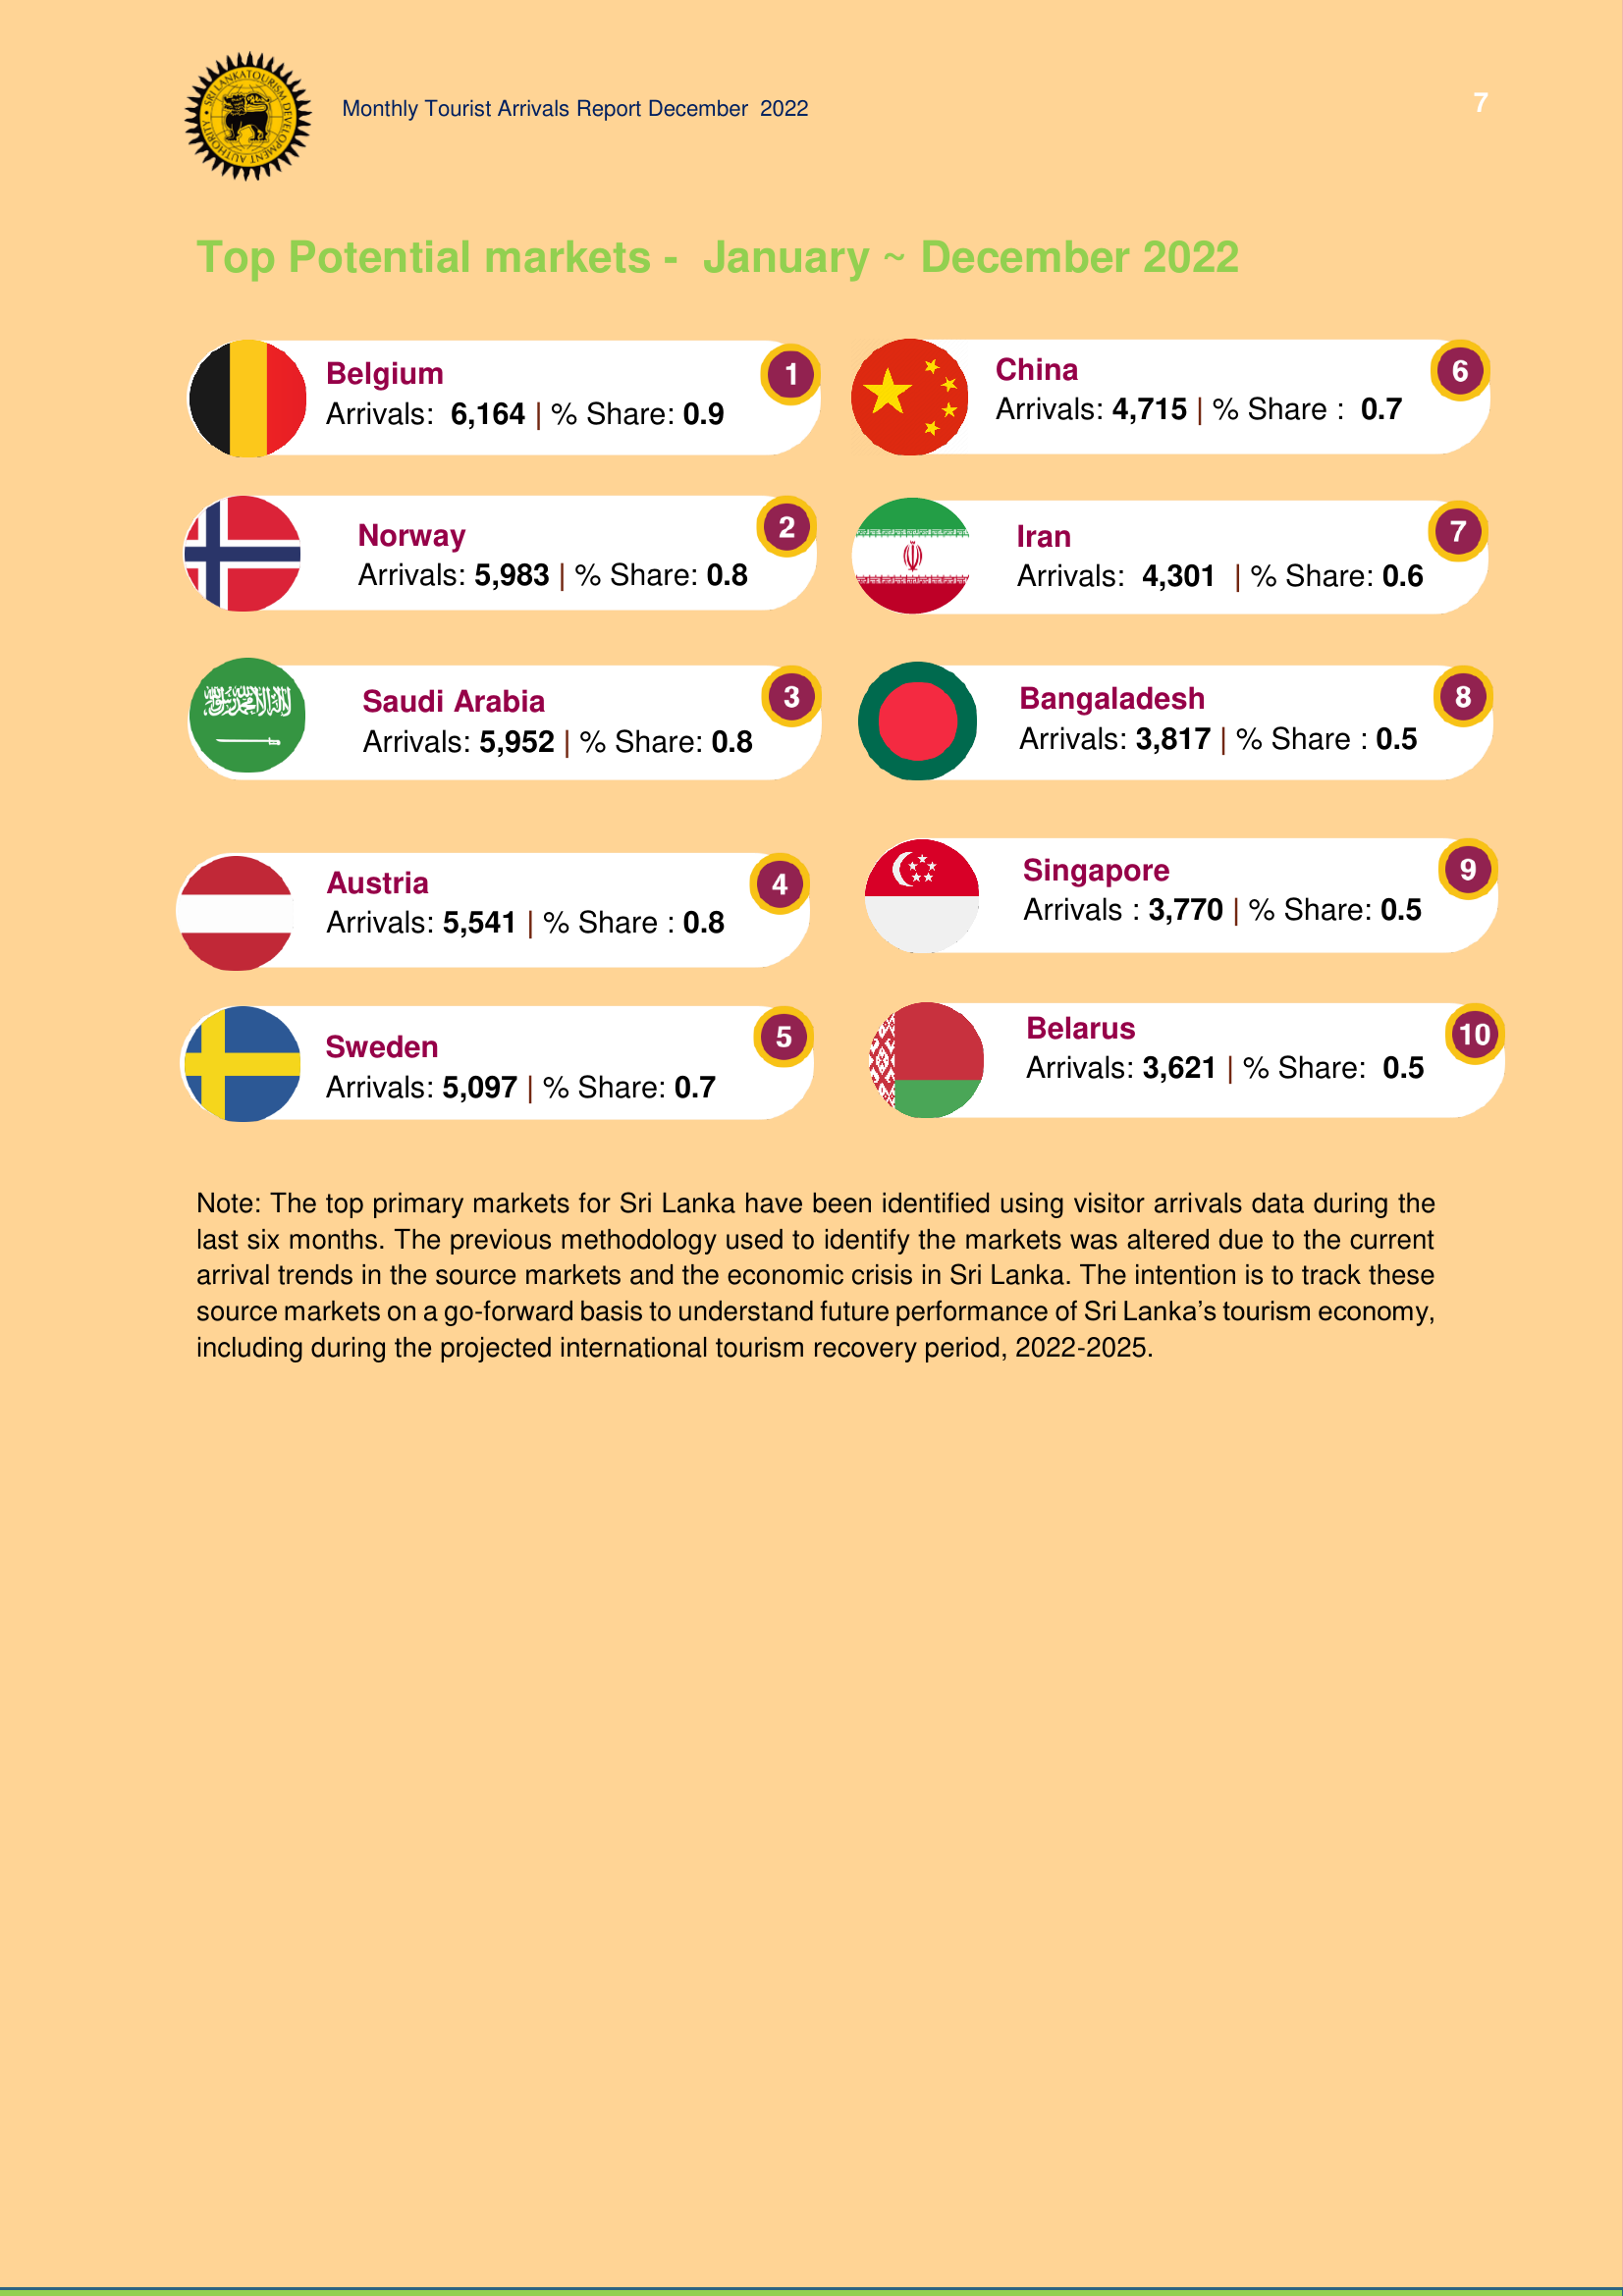 SRI LANKA TOURISM DEVELOPMENT AUTHORITY
Monthly Tourist Arrivals Report December 2022
7
Top Potential markets - January ~ December 2022
Belgium
Arrivals: 6,164 | % Share: 0.9
1
Norway
Arrivals: 5,983 | % Share: 0.8
2
Saudi Arabia
Arrivals: 5,952 | % Share: 0.8
3
Austria
Arrivals: 5,541 | % Share : 0.8
4
Sweden
Arrivals: 5,097 | % Share: 0.7
5
China
Arrivals: 4,715 | % Share : 0.7
6
Iran
Arrivals: 4,301 | % Share: 0.6
7
Bangaladesh
Arrivals: 3,817 | % Share : 0.5
8
Singapore
Arrivals : 3,770 | % Share: 0.5
9
Belarus
Arrivals: 3,621 | % Share: 0.5
10
Note: The top primary markets for Sri Lanka have been identified using visitor arrivals data during the
last six months. The previous methodology used to identify the markets was altered due to the current
arrival trends in the source markets and the economic crisis in Sri Lanka. The intention is to track these
source markets on a go-forward basis to understand future performance of Sri Lanka's tourism economy,
including during the projected international tourism recovery period, 2022-2025.